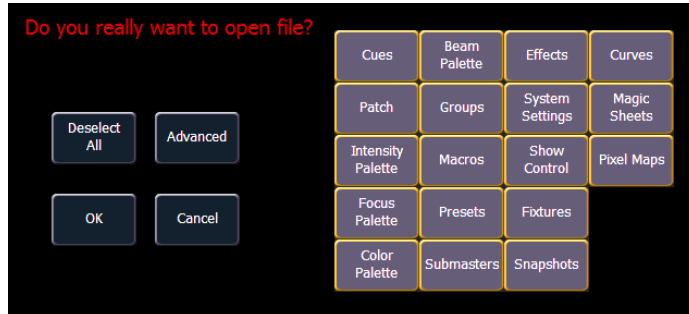 Do you really want to open file?
Cues
Beam
Palette
Effects
Curves
Patch
Groups
System
Settings
Magic
Sheets
Deselect
All
Advanced
Intensity
Palette
Macros
Show
Control
Pixel Maps
OK
Cancel
Focus
Palette
Presets
Fixtures
Color
Palette
Submasters
Snapshots